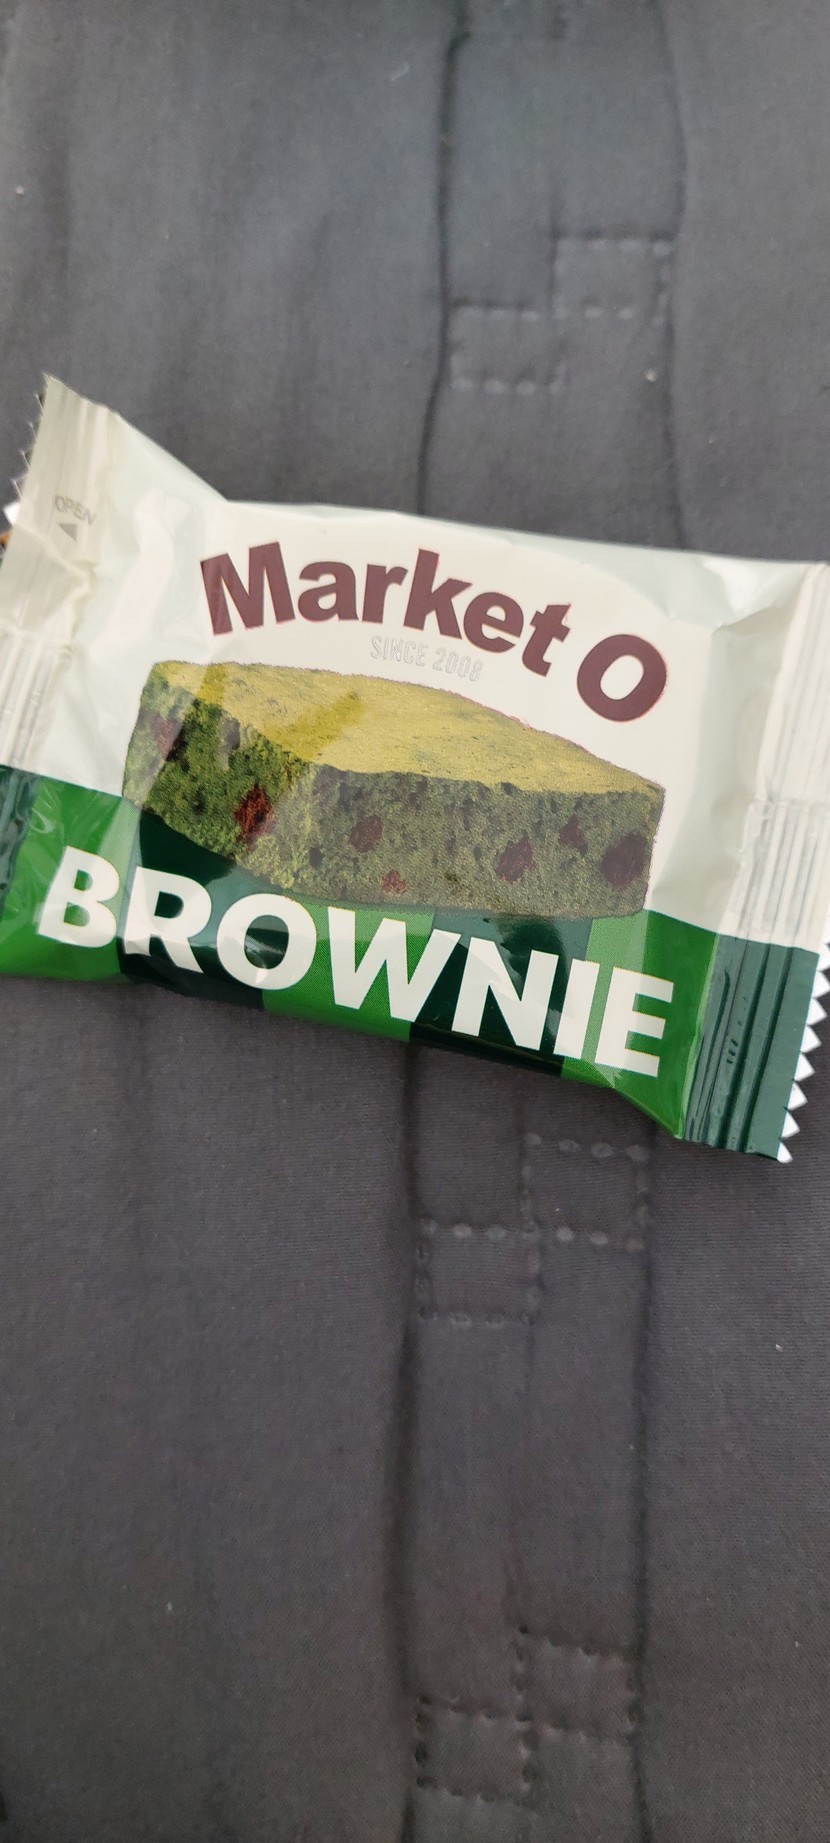 OPEN
Market O
SINCE 2008
BROWNIE